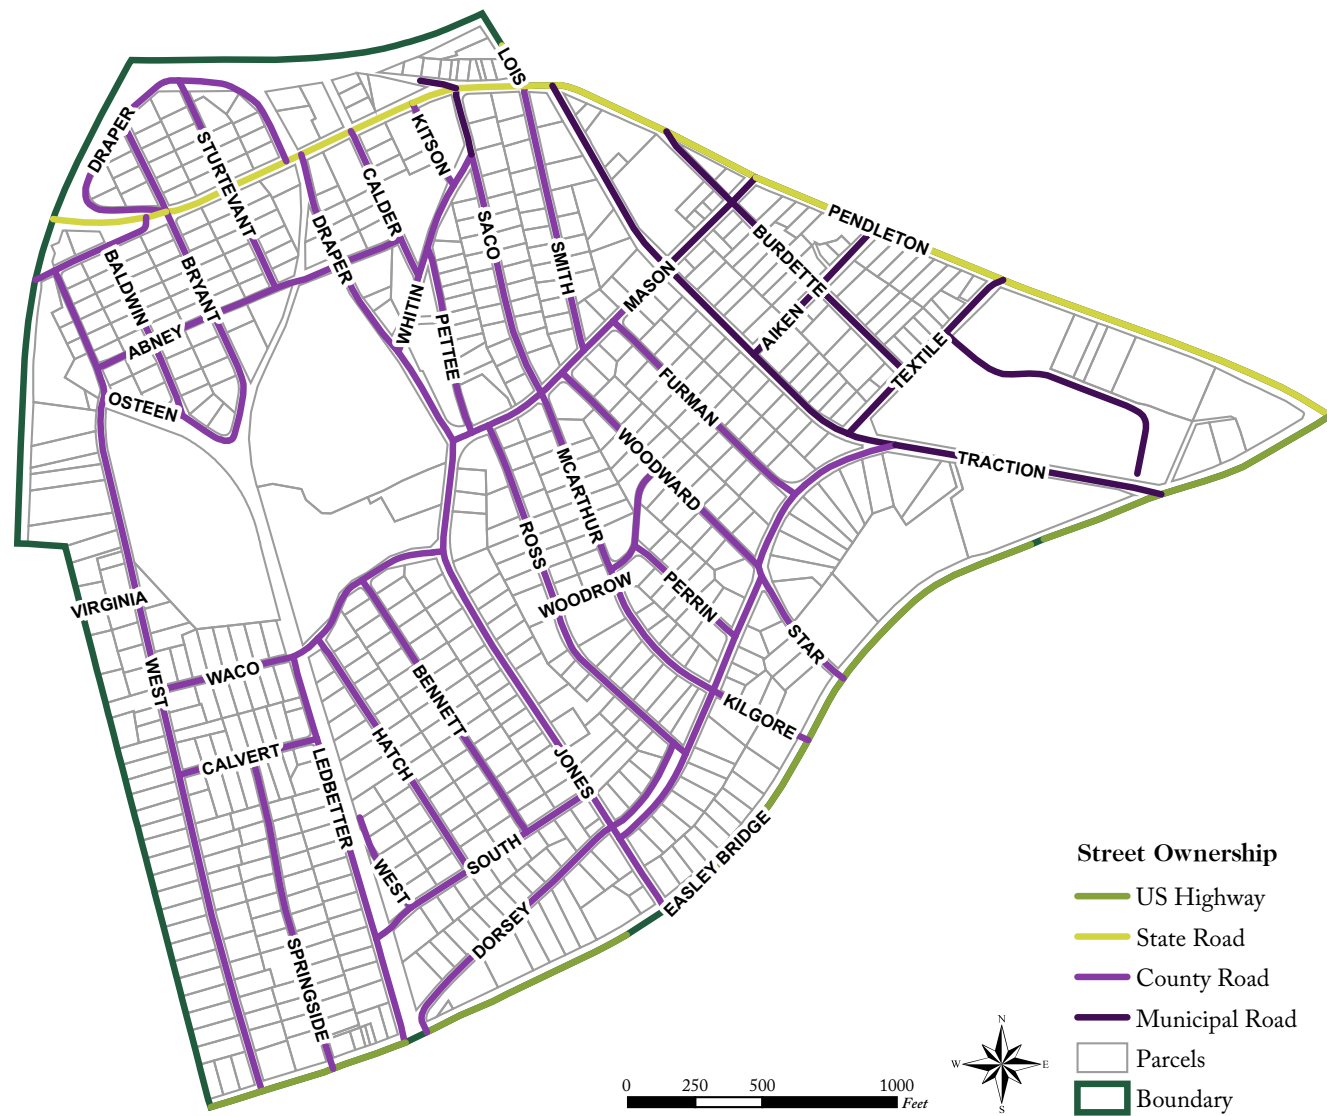 LOIS
DRAPER
STURTEVANT
KITSON
CALDER
DRAPER
SACO
SMITH
PENDLETON
BURDETTE
BALDWIN
BRYANT
MASON
WHITIN
PETTEE
ABNEY
AIKEN
TEXTILE
OSTEEN
FURMAN
WOODWARD
MCARTHUR
TRACTION
ROSS
WOODROW
PERRIN
VIRGINIA
STAR
WEST
WACO
BENNETT
KILGORE
HATCH
CALVERT
LEDBETTER
JONES
WEST
SOUTH
EASLEY BRIDGE
DORSEY
SPRINGSIDE
Street Ownership
US Highway
State Road
County Road
Municipal Road
Parcels
Boundary
N
W E
S
0 250 500 1000
Feet